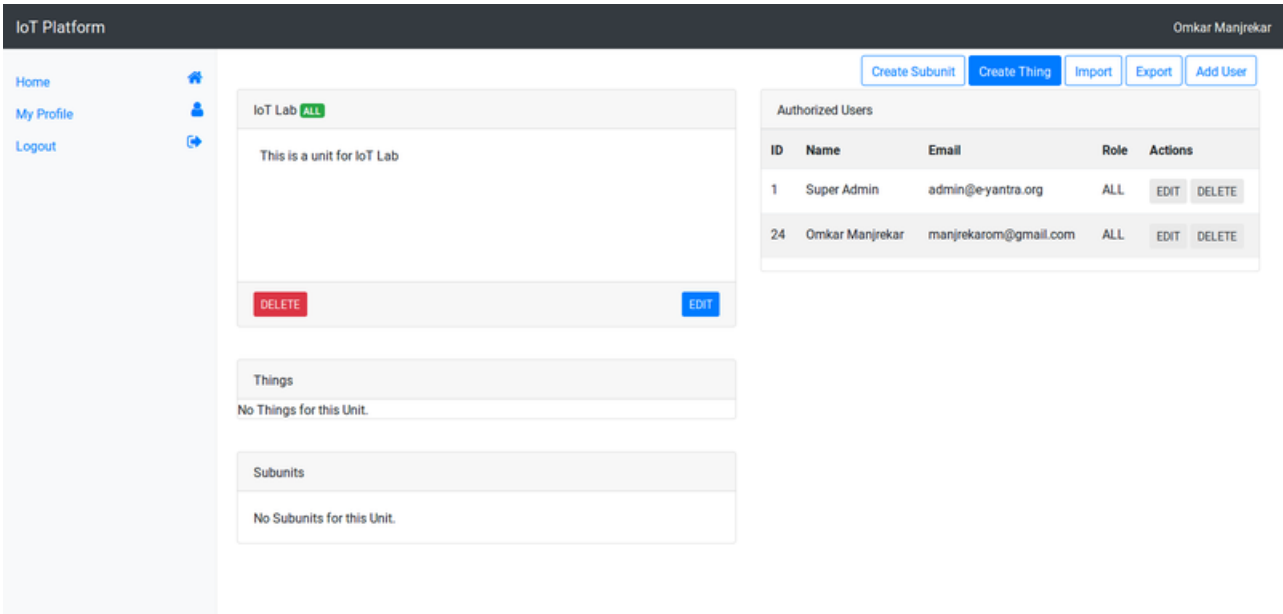 IoT Platform
Omkar Manjrekar
Home
My Profile
Logout
Create Subunit Create Thing Import Export Add User
IoT Lab ALL
This is a unit for IoT Lab
DELETE EDIT
Things
No Things for this Unit.
Subunits
No Subunits for this Unit.
Authorized Users
ID Name Email Role Actions
1 Super Admin admin@e-yantra.org ALL EDIT DELETE
24 Omkar Manjrekar manjrekarom@gmail.com ALL EDIT DELETE